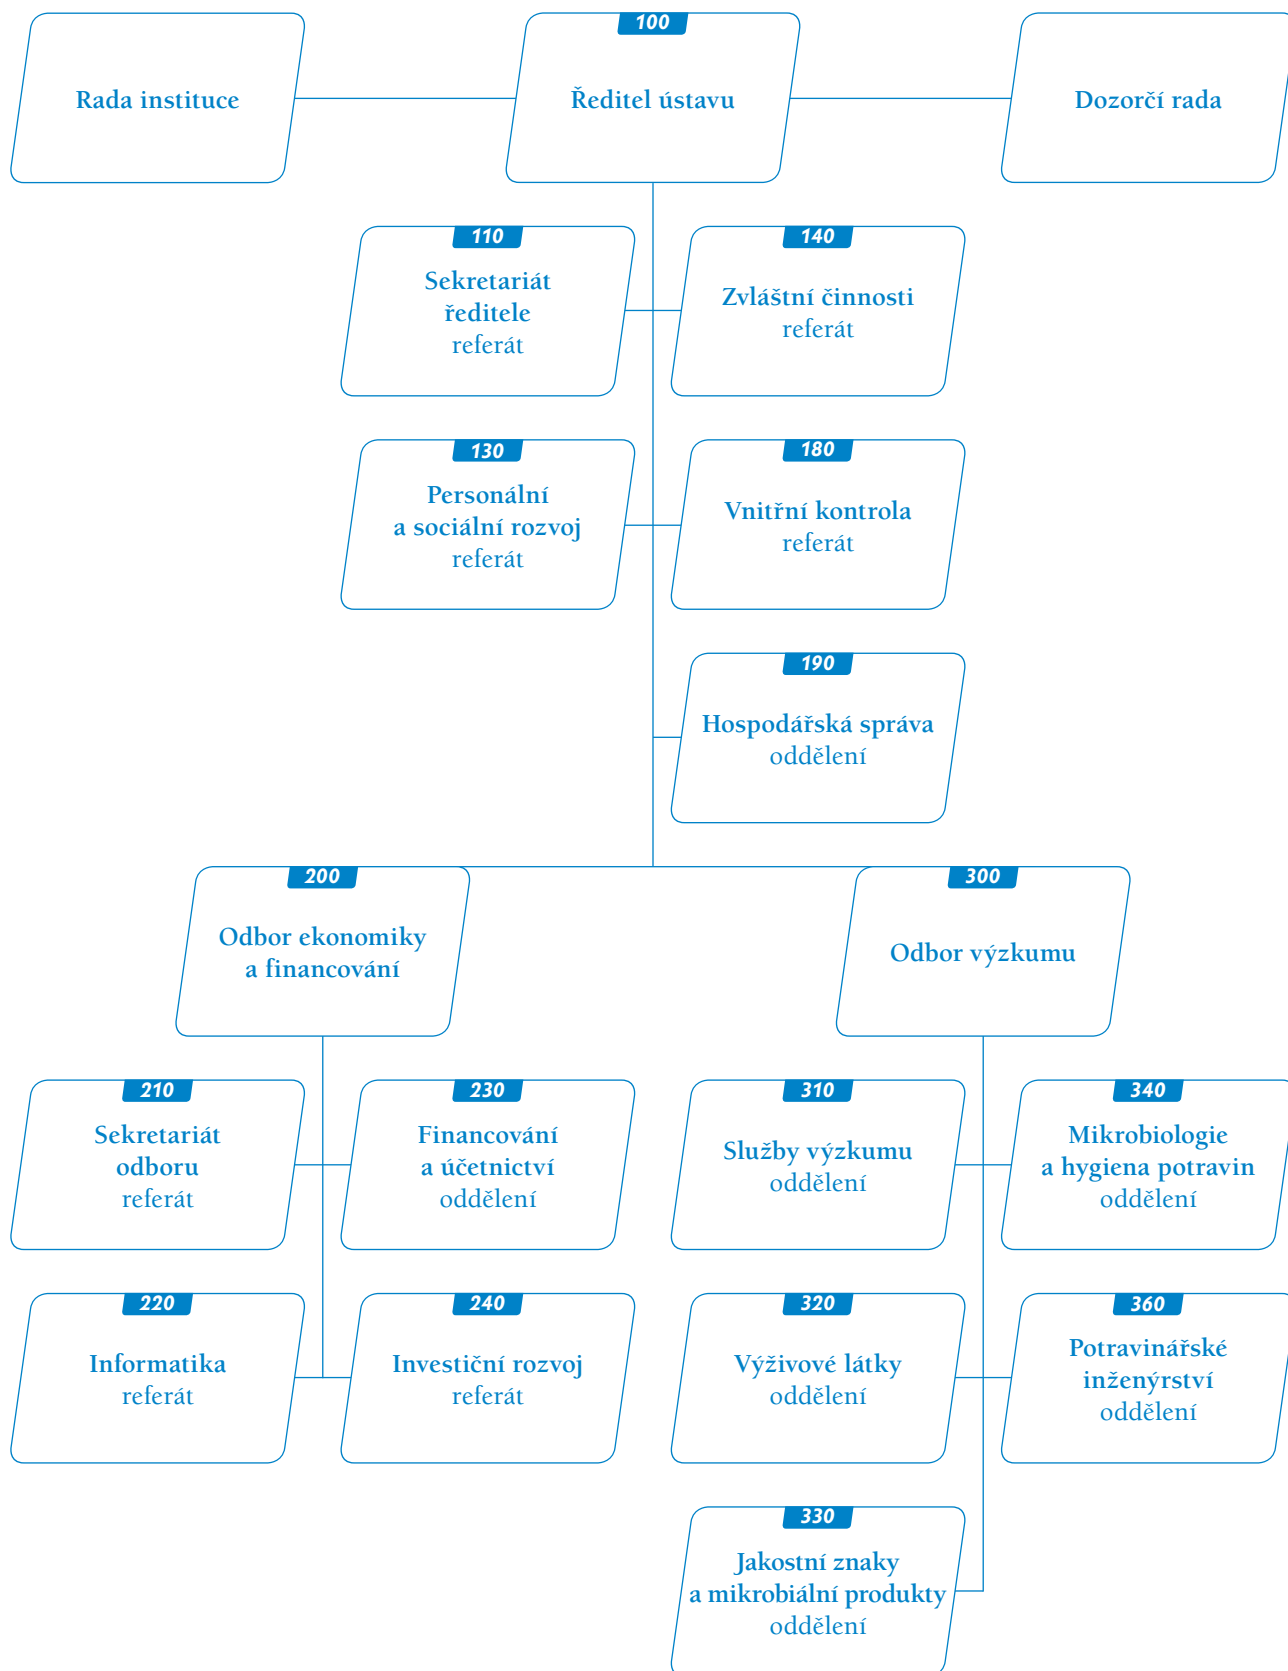 Rada instituce
100
Ředitel ústavu
Dozorčí rada
110
Sekretariát
ředitele
referát
140
Zvláštní činnosti
referát
130
Personální
a sociální rozvoj
referát
180
Vnitřní kontrola
referát
190
Hospodářská správa
oddělení
200
Odbor ekonomiky
a financování
300
Odbor výzkumu
210
Sekretariát
odboru
referát
230
Financování
a účetnictví
oddělení
310
Služby výzkumu
oddělení
340
Mikrobiologie
a hygiena potravin
oddělení
220
Informatika
referát
240
Investiční rozvoj
referát
320
Výživové látky
oddělení
360
Potravinářské
inženýrství
oddělení
330
Jakostní znaky
a mikrobiální produkty
oddělení